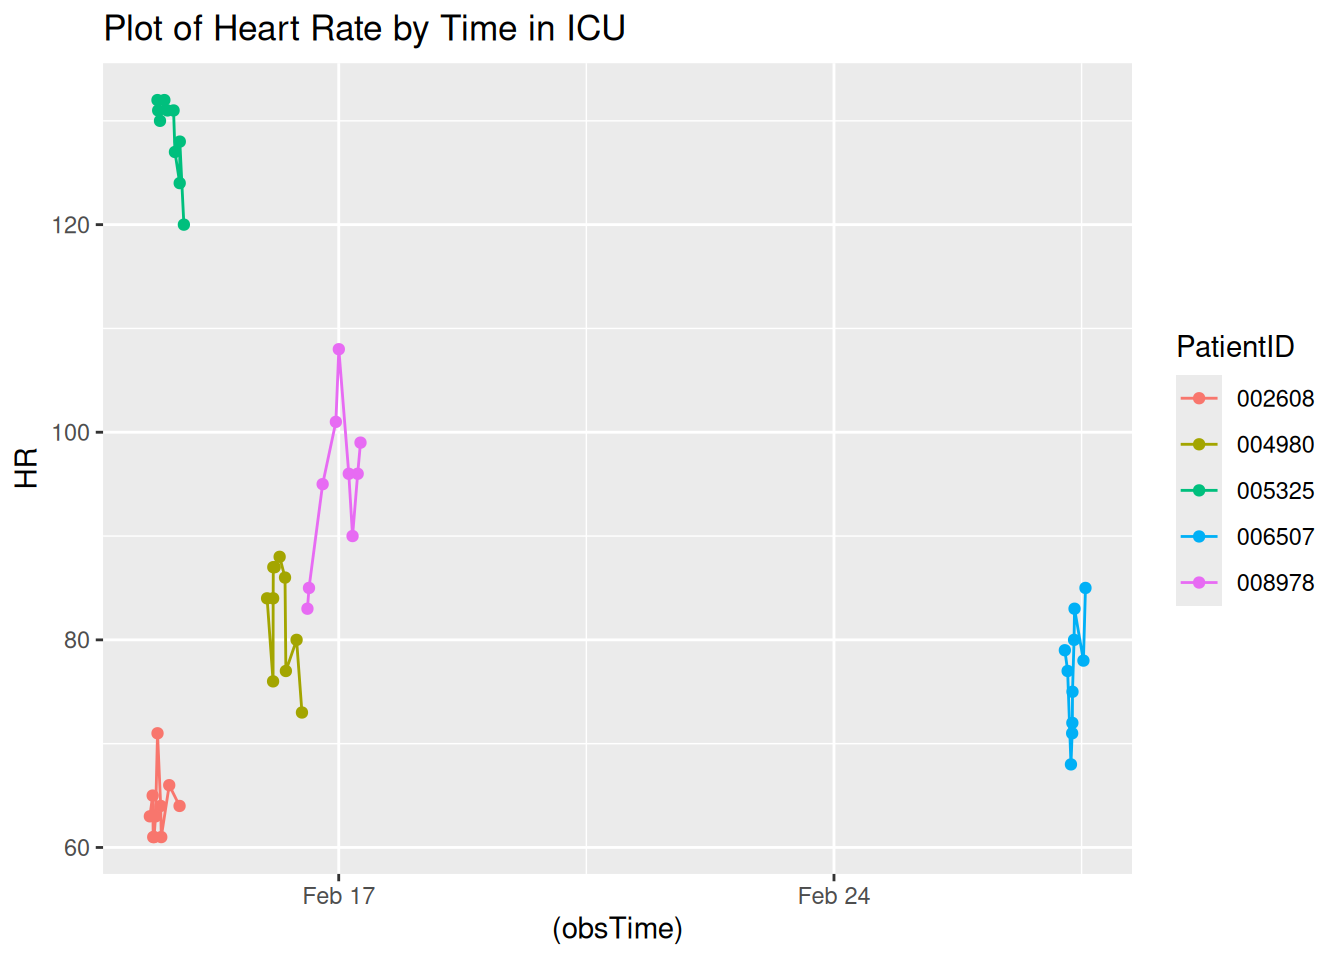 Plot of Heart Rate by Time in ICU
120
100
80
60
HR
Feb 17
Feb 24
(obsTime)
PatientID
002608
004980
005325
006507
008978